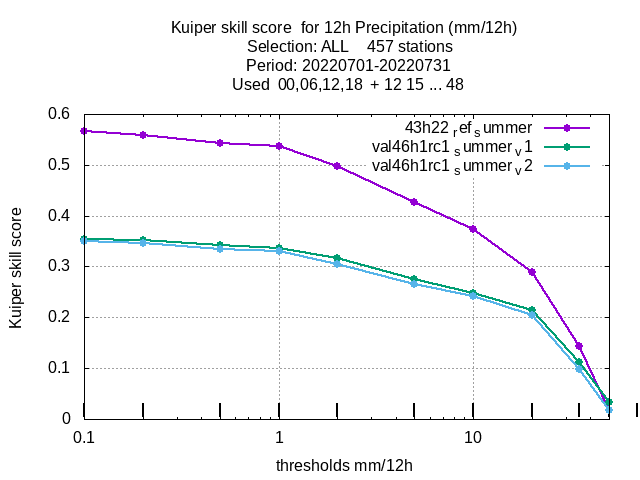 Kuiper skill score  for 12h Precipitation (mm/12h)
Selection: ALL    457 stations
Period: 20220701-20220731
Used  00,06,12,18  + 12 15 ... 48
43h22 ref summer
val46h1rc1 summer v1
val46h1rc1 summer v2
Kuiper skill score
0.6
0.5
0.4
0.3
0.2
0.1
0
0.1
1
10
thresholds mm/12h